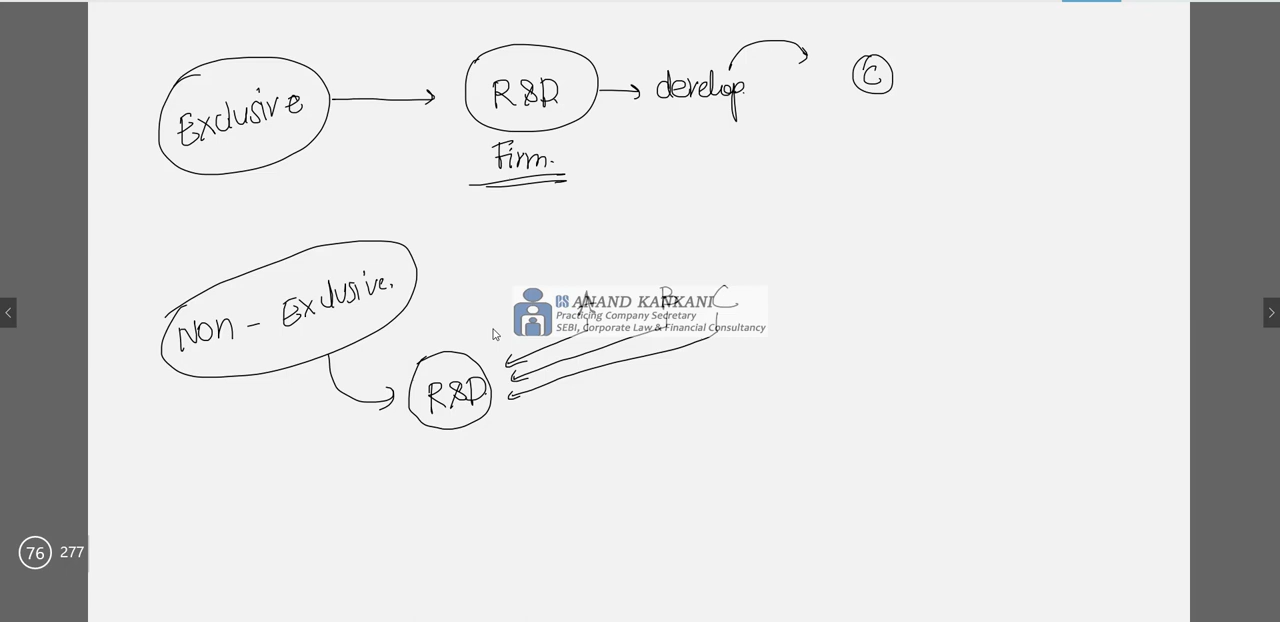 Exclusive R&D develop. C
Firm.
Non - Exclusive.
A B C
CS ANAND KANKANI
Practicing Company Secretary
SEBI, Corporate Law & Financial Consultancy
R&D
76 277